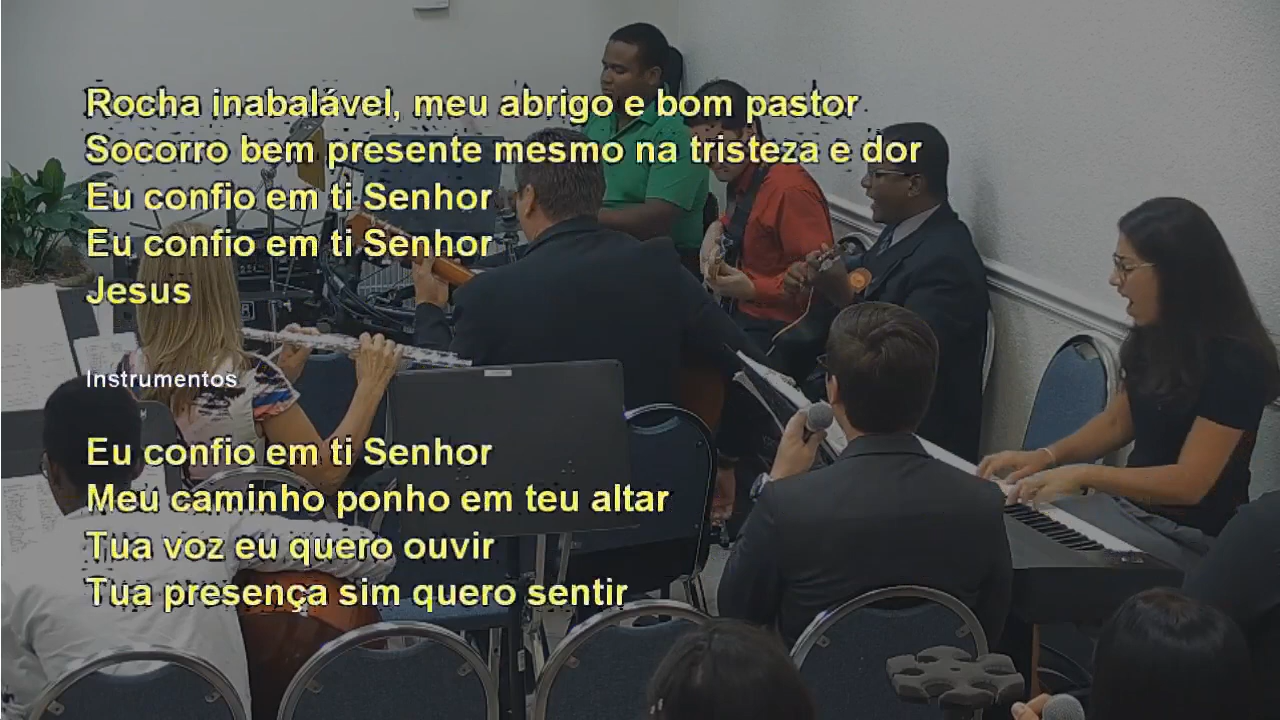 Rocha inabalável, meu abrigo e bom pastor
Socorro bem presente mesmo na tristeza e dor
Eu confio em ti Senhor
Eu confio em ti Senhor
Jesus
Instrumentos
Eu confio em ti Senhor
Meu caminho ponho em teu altar
Tua voz eu quero ouvir
Tua presença sim quero sentir